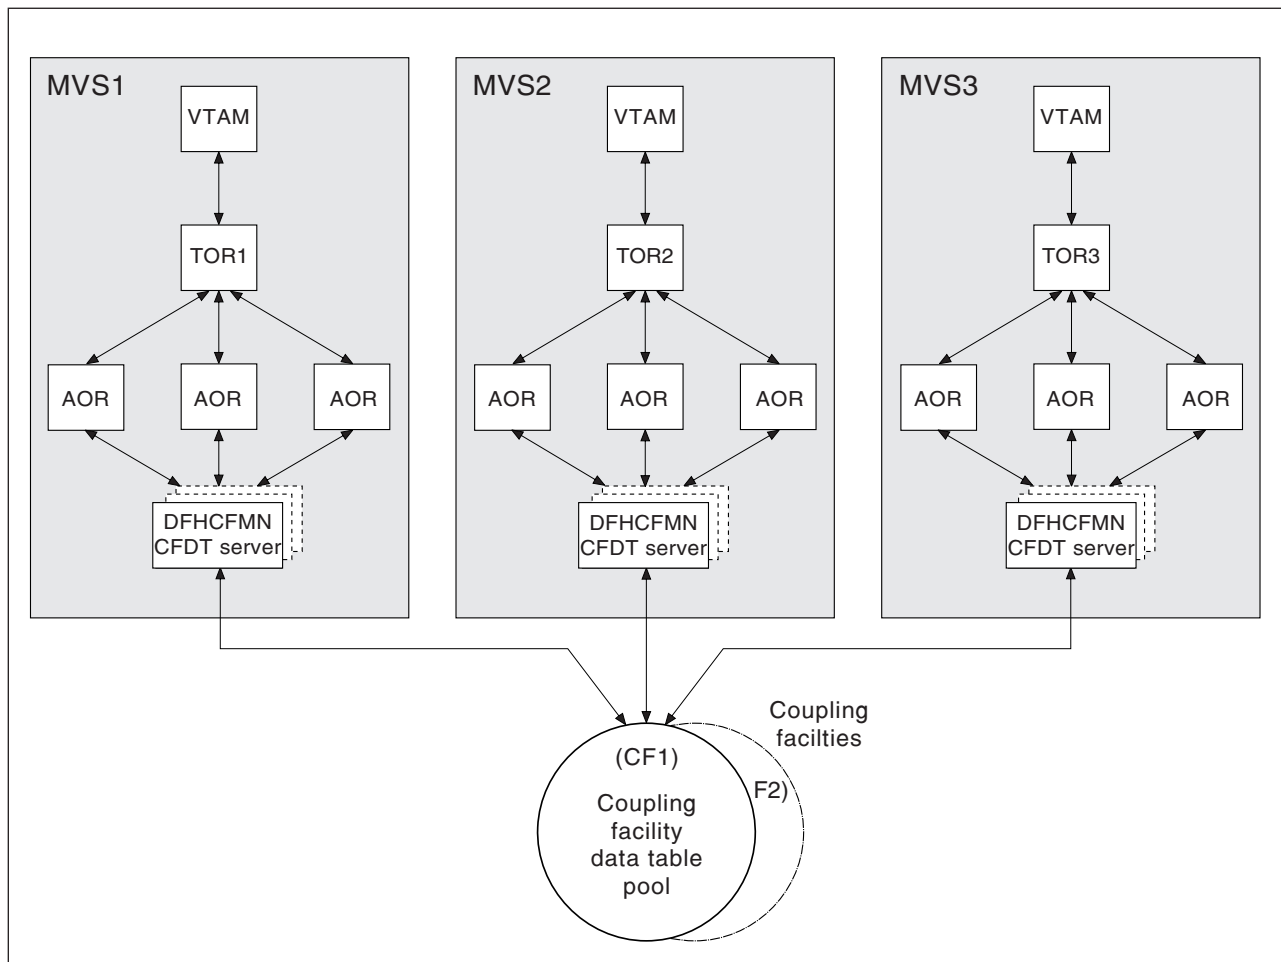 MVS1
VTAM
TOR1
AOR
AOR
AOR
DFHCFMN
CFDT server
MVS2
VTAM
TOR2
AOR
AOR
AOR
DFHCFMN
CFDT server
MVS3
VTAM
TOR3
AOR
AOR
AOR
DFHCFMN
CFDT server
Coupling
facilties
(CF1)
F2)
Coupling
facility
data table
pool